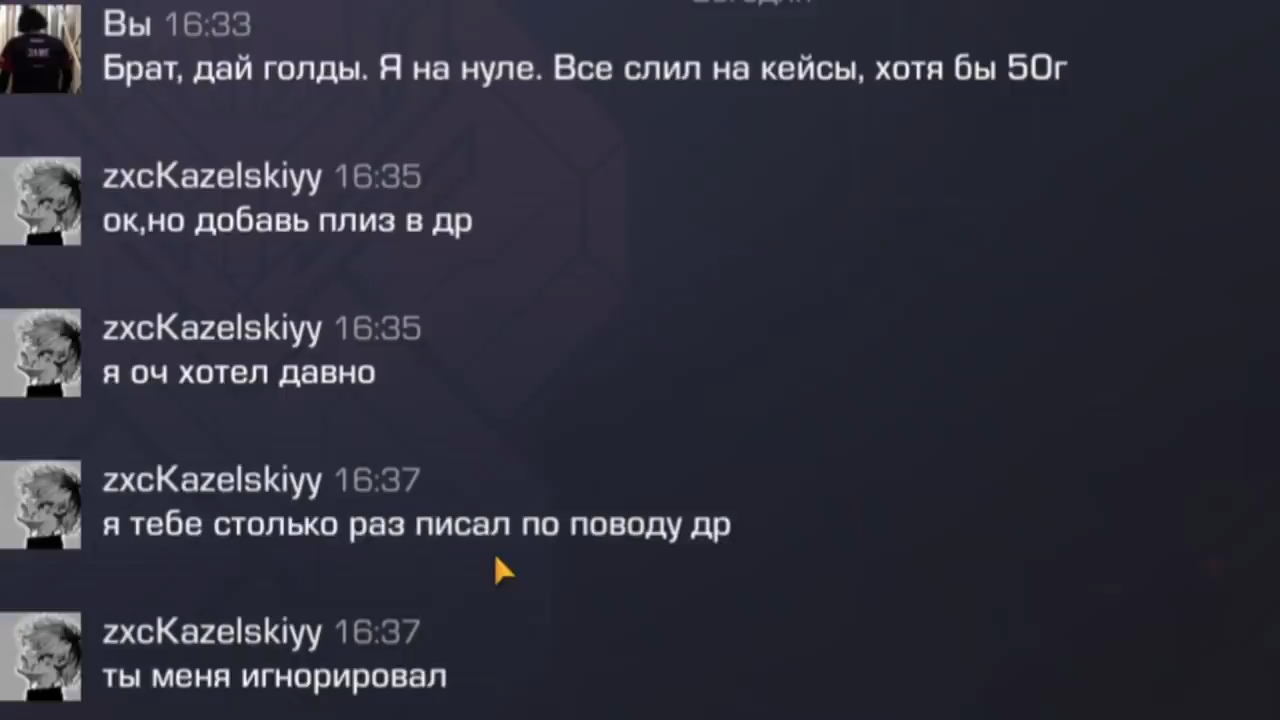 Вы 16:33
Брат, дай голды. Я на нуле. Все слил на кейсы, хотя бы 50г
zxcKazelskiyy 16:35
ок,но добавь плиз в др
zxcKazelskiyy 16:35
я оч хотел давно
zxcKazelskiyy 16:37
я тебе столько раз писал по поводу др
zxcKazelskiyy 16:37
ты меня игнорировал